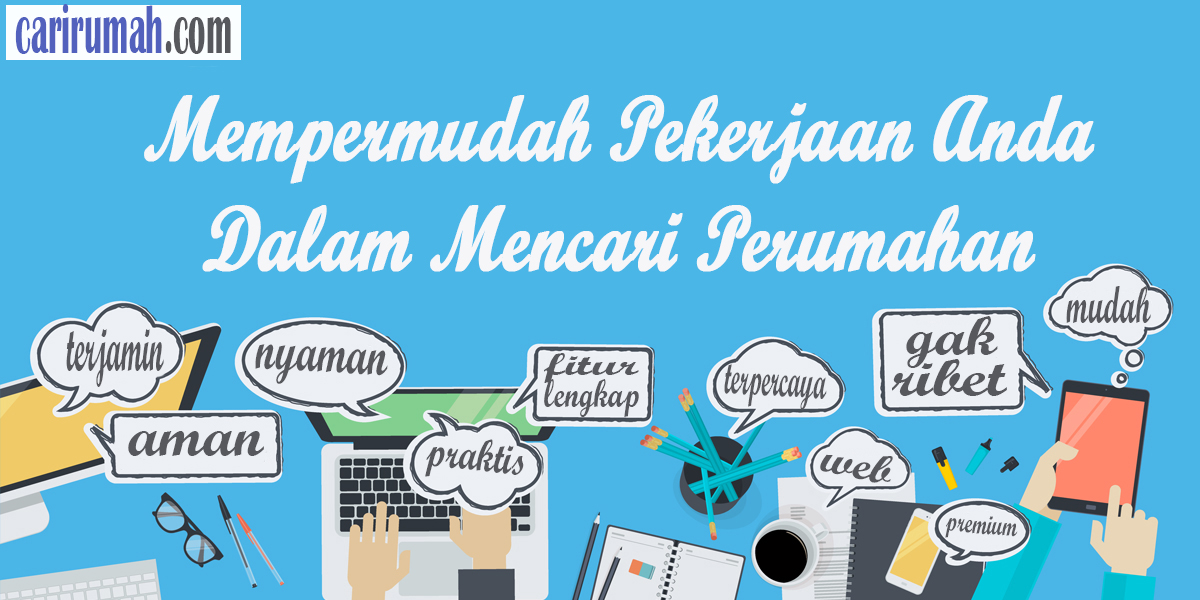 carirumah.com
Mempermudah Pekerjaan Anda
Dalam Mencari Perumahan
terjamin
nyaman
fitur
lengkap
terpercaya
gak
ribet
mudah
aman
praktis
web
premium